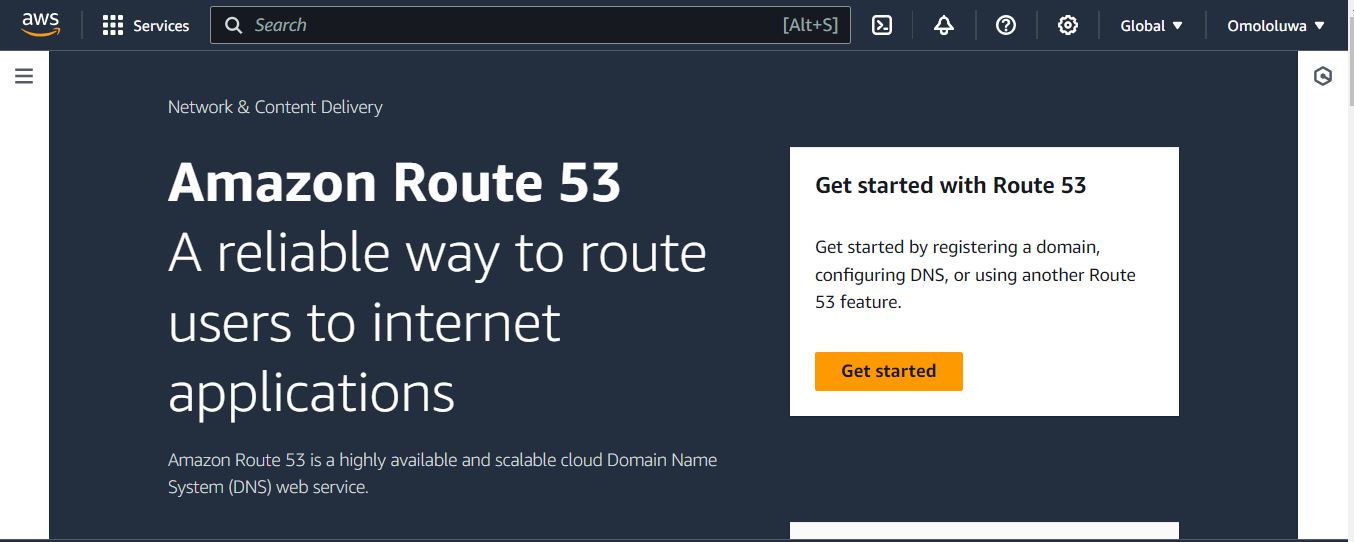 aws
Services
Search
[Alt+S]
Global
Omololuwa
Network & Content Delivery
Amazon Route 53
A reliable way to route
users to internet
applications
Amazon Route 53 is a highly available and scalable cloud Domain Name
System (DNS) web service.
Get started with Route 53
Get started by registering a domain,
configuring DNS, or using another Route
53 feature.
Get started